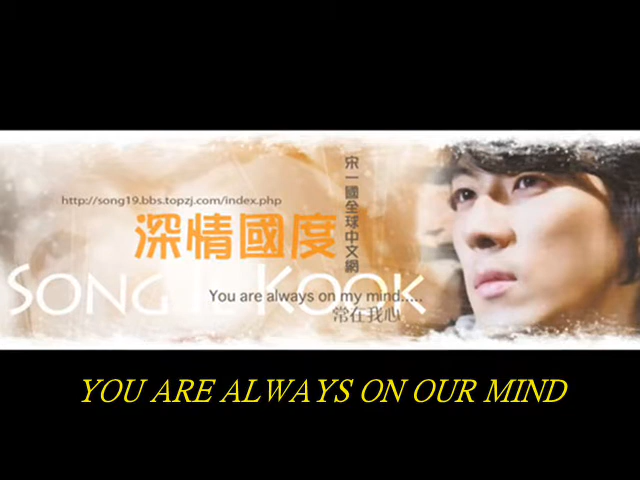 宋一國全球中文網
http://song19.bbs.topzj.com/index.php
深情國度
SONG IL KOOK
You are always on my mind.....
常在我心
YOU ARE ALWAYS ON OUR MIND